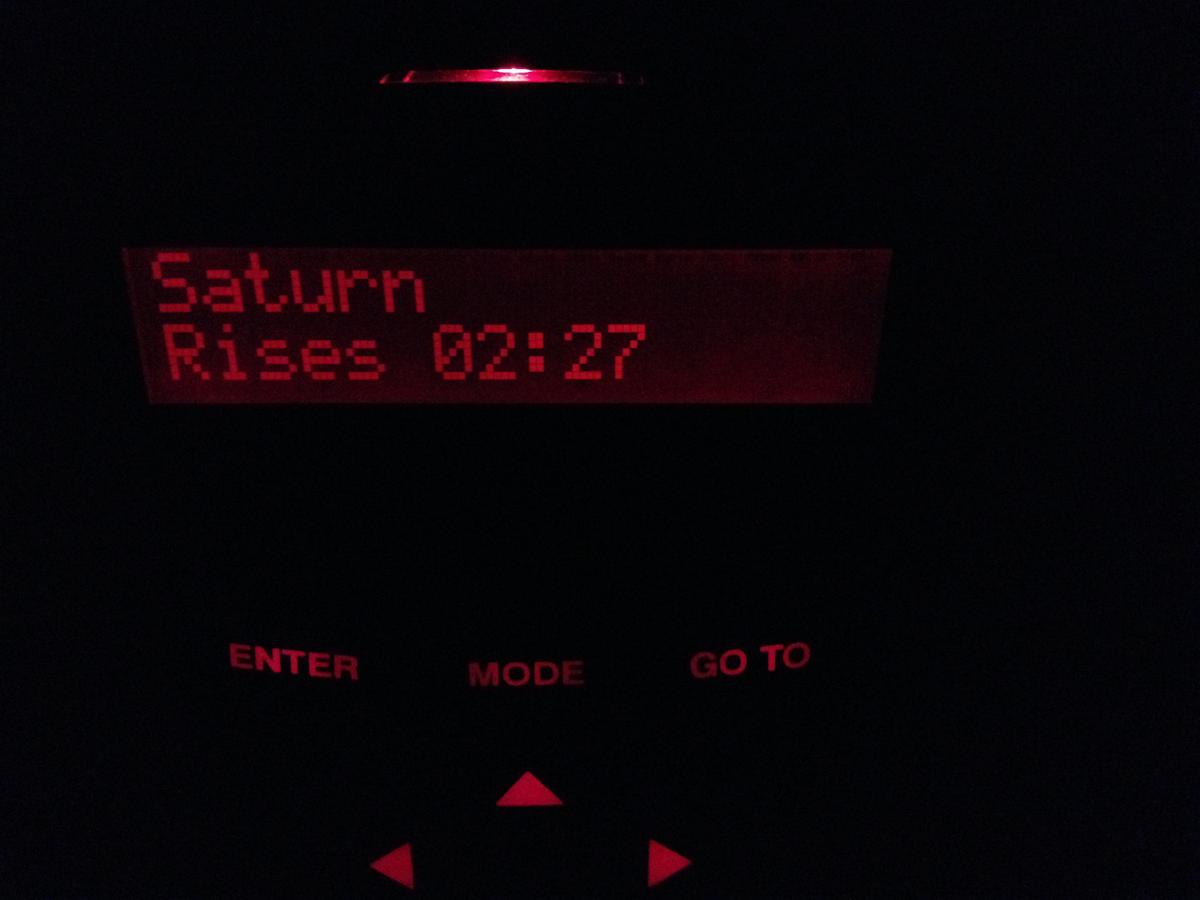 Saturn
Rises 02:27
ENTER MODE GO TO